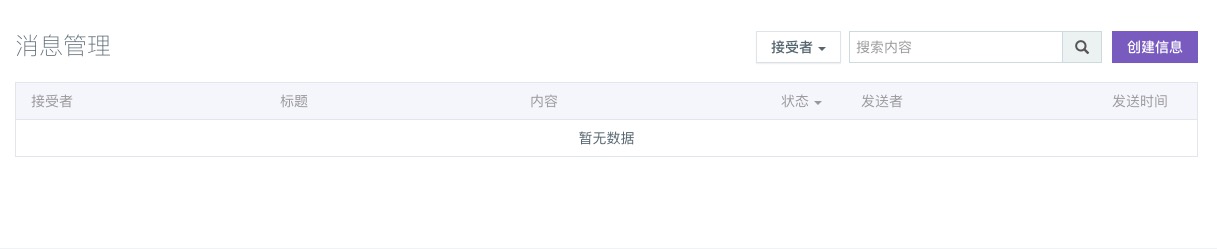 消息管理
接受者 搜索内容 创建信息
接受者 标题 内容 状态 发送者 发送时间
暂无数据